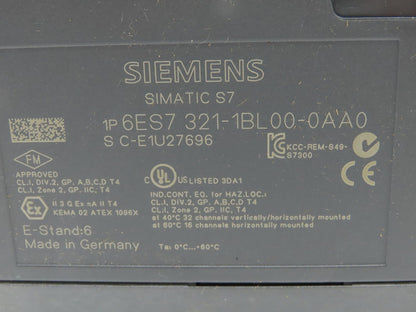 SIEMENS
SIMATIC S7
1P 6ES7 321-1BL00-0AA0
S C-E1U27696
KCC-REM-S49-
S7300
FM
APPROVED
CL.I, DIV.2, GP. A,B,C,D T4
CL.I, Zone 2, GP. IIC T4
C UL US LISTED 3DA1
IND.CONT. EQ. for HAZ.LOC.:
CL.I, DIV.2, GP. A,B,C,D T4
CL.I, Zone 2, GP. IIC T4
at 40°C 32 channels vertically/horizontally mounted
at 60°C 16 channels horizontally mounted
Ex II 3 G Ex nA II T4
KEMA 02 ATEX 1096X
CE
E-Stand:6
Made in Germany
Ta: 0°C...+60°C